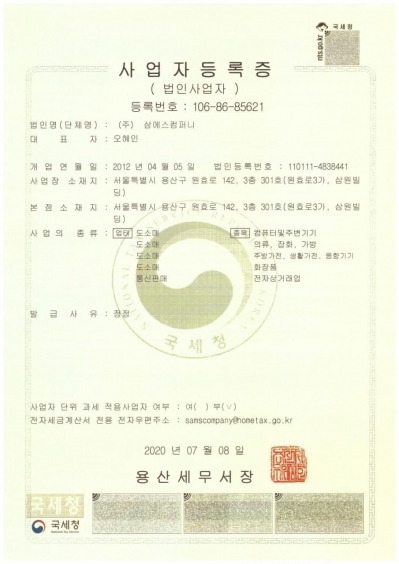 국세청
nts.go.kr
사업자등록증
( 법인사업자 )
등록번호 : 106-86-85621
법인명(단체명) : (주) 삼에스컴퍼니
대 표 자 : 오혜인
개 업 연 월 일 : 2012 년 04 월 05 일 법인등록번호 : 110111-4838441
사업장 소재지 : 서울특별시 용산구 원효로 142, 3층 301호(원효로3가, 삼원빌
딩)
본 점 소 재 지 : 서울특별시 용산구 원효로 142, 3층 301호(원효로3가, 삼원빌
딩)
사 업 의 종 류 : 업태 도소매 종목 컴퓨터및주변기기
도소매 의류, 잡화, 가방
도소매 주방가전, 생활가전, 음향기기
도소매 화장품
통신판매 전자상거래업
NATIONAL TAX SERVICE REPUBLIC OF KOREA
국세청
발 급 사 유 : 정정
사업자 단위 과세 적용사업자 여부 : 여( ) 부(∨)
전자세금계산서 전용 전자우편주소 : samscompany@hometax.go.kr
2020 년 07 월 08 일
용산세무서장
국세청
국세청
National Tax Service